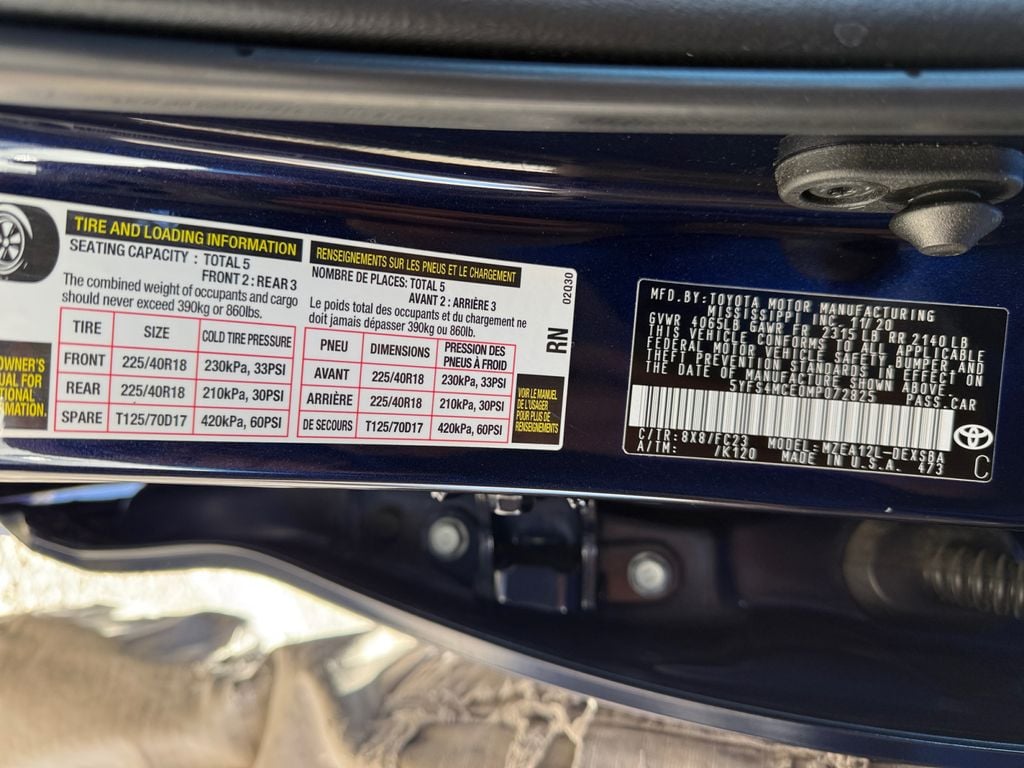 TIRE AND LOADING INFORMATION
SEATING CAPACITY : TOTAL 5
FRONT 2 : REAR 3
The combined weight of occupants and cargo
should never exceed 390kg or 860lb.
TIRE SIZE COLD TIRE PRESSURE
FRONT 225/40R18 230kPa, 33PSI
REAR 225/40R18 210kPa, 30PSI
SPARE T125/70D17 420kPa, 60PSI
OWNER'S
UAL FOR
TIONAL
MATION.
RENSEIGNEMENTS SUR LES PNEUS ET LE CHARGEMENT
NOMBRE DE PLACES: TOTAL 5
AVANT 2 : ARRIÈRE 3
Le poids total des occupants et du chargement ne
doit jamais dépasser 390kg ou 860lb.
PNEU DIMENSIONS PRESSION DES
PNEUS À FROID
AVANT 225/40R18 230kPa, 33PSI
ARRIÈRE 225/40R18 210kPa, 30PSI
DE SECOURS T125/70D17 420kPa, 60PSI
VOIR LE MANUEL
DE L'USAGER
POUR PLUS DE
RENSEIGNEMENTS
RN
02Q30
MFD.BY:TOYOTA MOTOR MANUFACTURING
MISSISSIPPI,INC. 11/20
GVWR 4065LB GAWR FR 2315 LB RR 2140LB
THIS VEHICLE CONFORMS TO ALL APPLICABLE
FEDERAL MOTOR VEHICLE SAFETY, BUMPER,AND
THEFT PREVENTION STANDARDS IN EFFECT ON
THE DATE OF MANUFACTURE SHOWN ABOVE.
5YFS4MCE0MP072825 PASS.CAR
C/TR:8X8/FC23 MODEL:MZEA12L-DEXSBA
A/TM: /K120 MADE IN U.S.A. 473
C